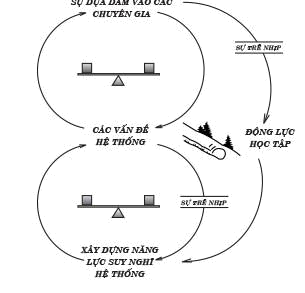 SỰ DỰA DẪM VÀO CÁC
CHUYÊN GIA
SỰ TRỄ NHỊP
CÁC VẤN ĐỀ
HỆ THỐNG
ĐỘNG LỰC
HỌC TẬP
SỰ TRỄ NHỊP
XÂY DỰNG NĂNG
LỰC SUY NGHĨ
HỆ THỐNG